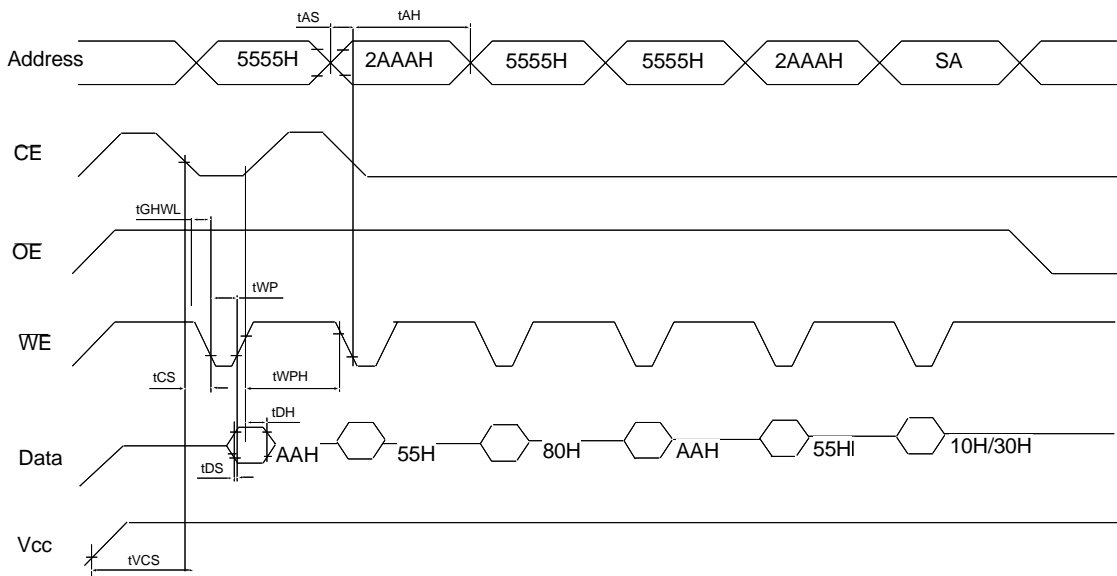 tAS tAH
Address 5555H 2AAAH 5555H 5555H 2AAAH SA
CE
tGHWL
OE
tWP
WE
tCS tWPH
tDH
Data AAH 55H 80H AAH 55H 10H/30H
tDS
Vcc
tVCS